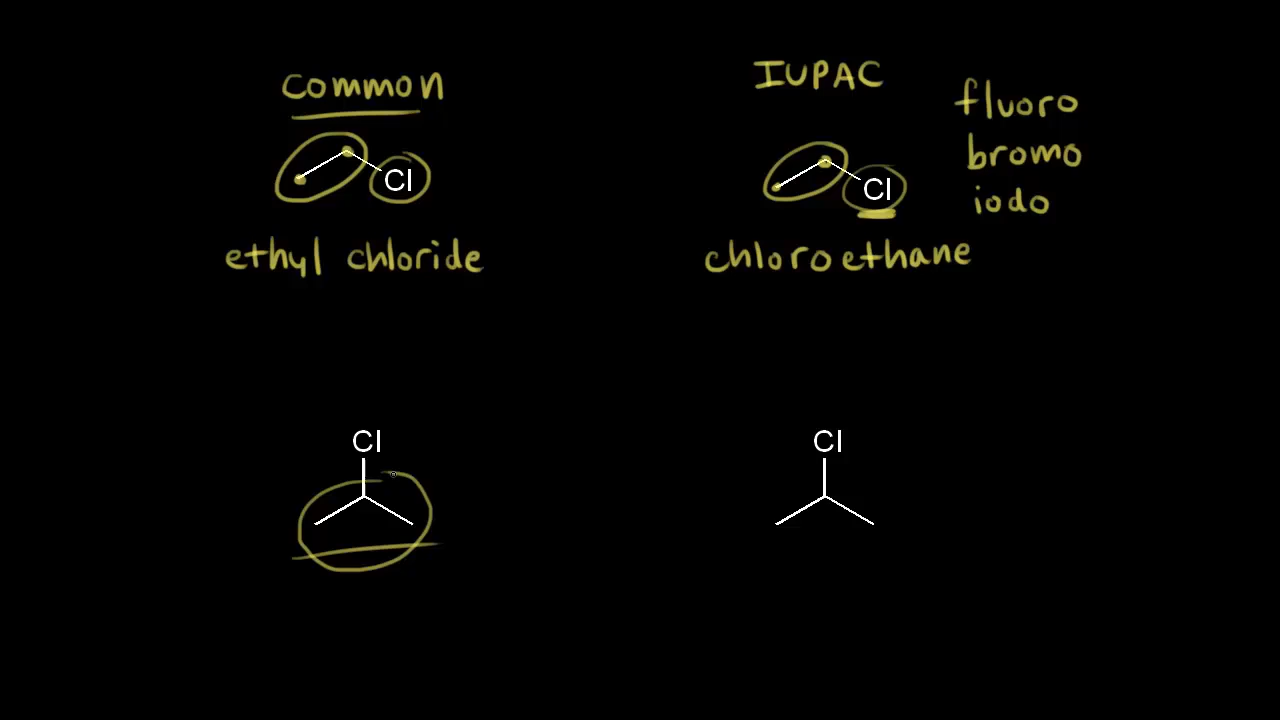 common
IUPAC
fluoro
bromo
iodo
Cl
Cl
ethyl chloride
chloroethane
Cl
Cl